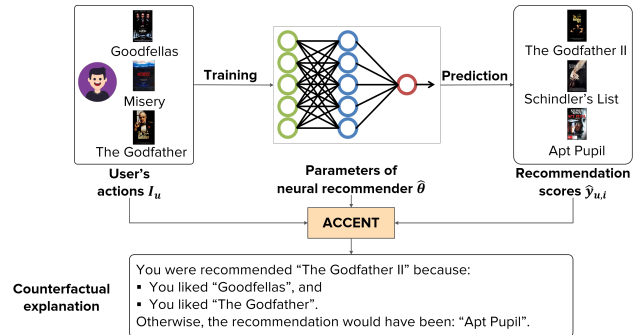 Goodfellas
Misery
The Godfather
Training
Prediction
The Godfather II
Schindler's List
Apt Pupil
User's
actions I_u
Parameters of
neural recommender θ̂
Recommendation
scores ŷ_u,i
ACCENT
Counterfactual
explanation
You were recommended “The Godfather II” because:
▪ You liked “Goodfellas”, and
▪ You liked “The Godfather”.
Otherwise, the recommendation would have been: “Apt Pupil”.